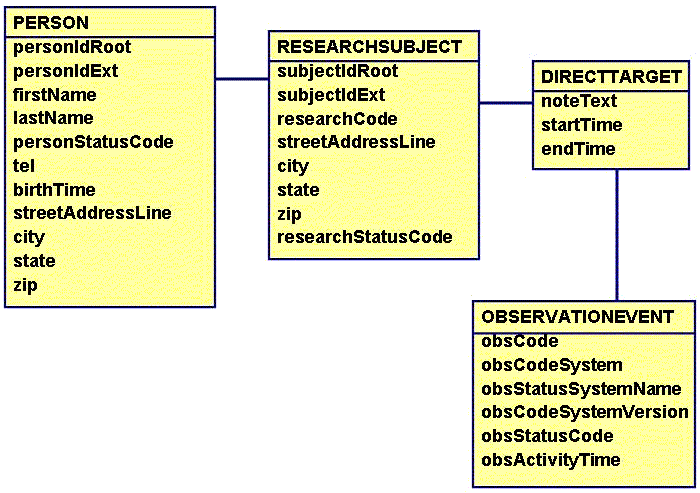 PERSON
personIdRoot
personIdExt
firstName
lastName
personStatusCode
tel
birthTime
streetAddressLine
city
state
zip
RESEARCHSUBJECT
subjectIdRoot
subjectIdExt
researchCode
streetAddressLine
city
state
zip
researchStatusCode
DIRECTTARGET
noteText
startTime
endTime
OBSERVATIONEVENT
obsCode
obsCodeSystem
obsStatusSystemName
obsCodeSystemVersion
obsStatusCode
obsActivityTime